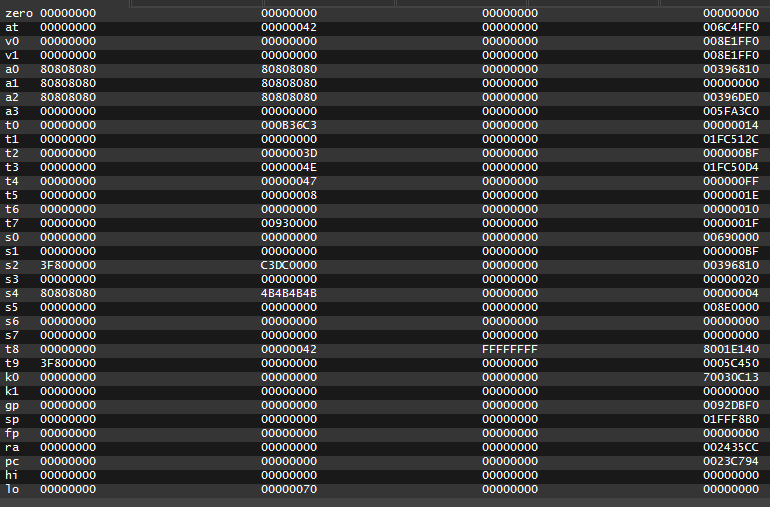 zero 00000000 00000000 00000000 00000000
at 00000000 00000042 00000000 006C4FF0
v0 00000000 00000000 00000000 008E1FF0
v1 00000000 00000000 00000000 008E1FF0
a0 80808080 80808080 00000000 00396810
a1 80808080 80808080 00000000 00000000
a2 80808080 80808080 00000000 00396DE0
a3 00000000 00000000 00000000 005FA3C0
t0 00000000 000B36C3 00000000 00000014
t1 00000000 00000000 00000000 01FC512C
t2 00000000 0000003D 00000000 000000BF
t3 00000000 0000004E 00000000 01FC50D4
t4 00000000 00000047 00000000 000000FF
t5 00000000 00000008 00000000 0000001E
t6 00000000 00000000 00000000 00000010
t7 00000000 00930000 00000000 0000001F
s0 00000000 00000000 00000000 00690000
s1 00000000 00000000 00000000 000000BF
s2 3F800000 C3DC0000 00000000 00396810
s3 00000000 00000000 00000000 00000020
s4 80808080 4B4B4B4B 00000000 00000004
s5 00000000 00000000 00000000 008E0000
s6 00000000 00000000 00000000 00000000
s7 00000000 00000000 00000000 00000000
t8 00000000 00000042 FFFFFFFF 8001E140
t9 3F800000 00000000 00000000 0005C450
k0 00000000 00000000 00000000 70030C13
k1 00000000 00000000 00000000 00000000
gp 00000000 00000000 00000000 0092DBF0
sp 00000000 00000000 00000000 01FFF8B0
fp 00000000 00000000 00000000 00000000
ra 00000000 00000000 00000000 002435CC
pc 00000000 00000000 00000000 0023C794
hi 00000000 00000000 00000000 00000000
lo 00000000 00000070 00000000 00000000